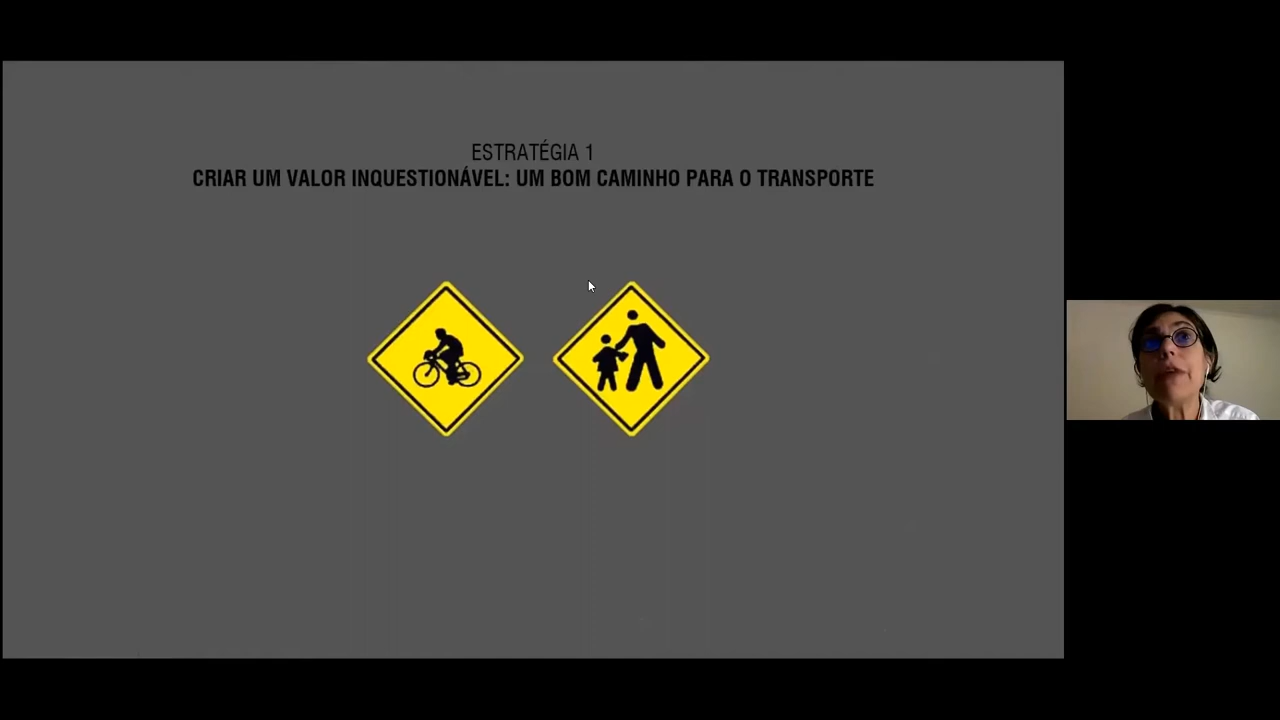 ESTRATÉGIA 1
CRIAR UM VALOR INQUESTIONÁVEL: UM BOM CAMINHO PARA O TRANSPORTE